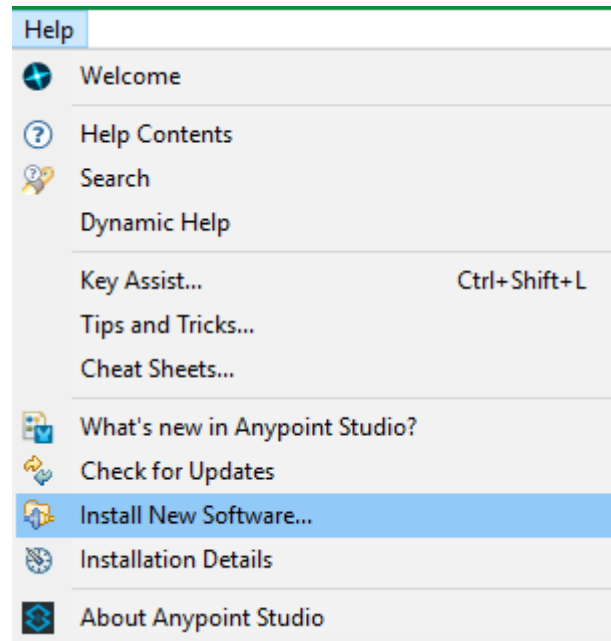 Help
Welcome
Help Contents
Search
Dynamic Help
Key Assist... Ctrl+Shift+L
Tips and Tricks...
Cheat Sheets...
What's new in Anypoint Studio?
Check for Updates
Install New Software...
Installation Details
About Anypoint Studio